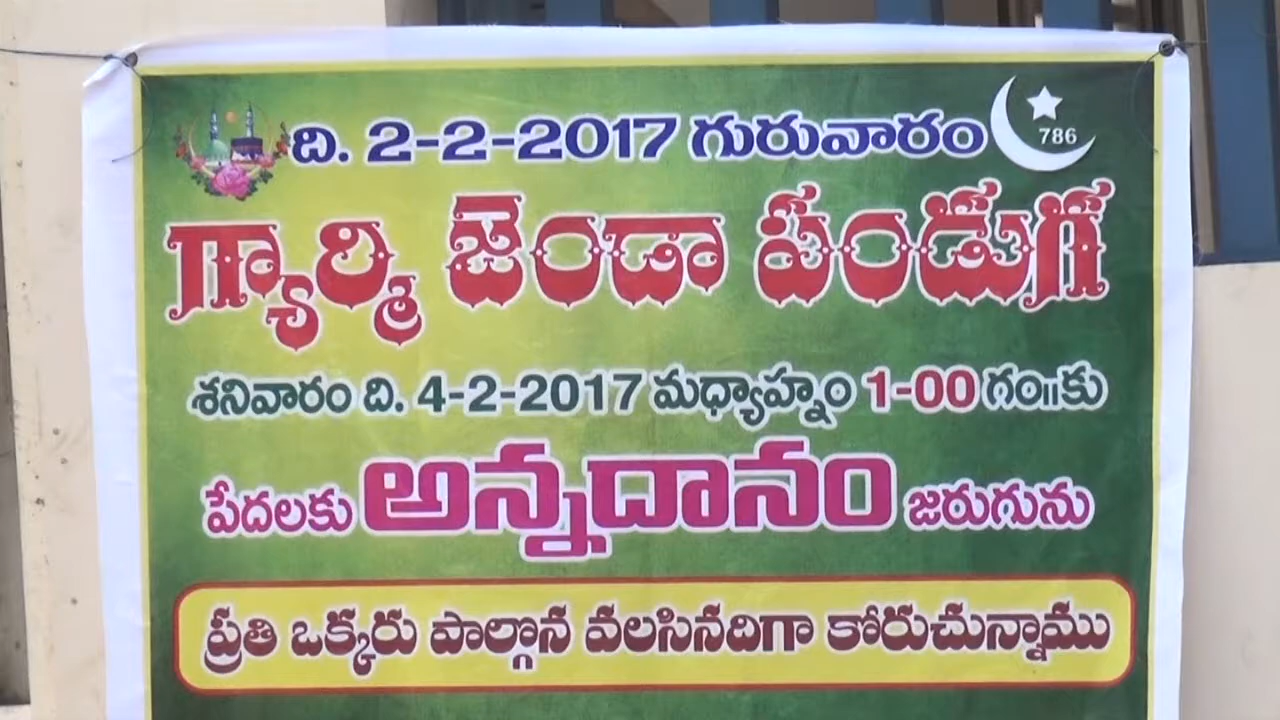 ది. 2-2-2017 గురువారం
786
గ్యార్మి జెండా పండుగ
శనివారం ది. 4-2-2017 మధ్యాహ్నం 1-00 గం॥కు
పేదలకు అన్నదానం జరుగును
ప్రతి ఒక్కరు పాల్గొన వలసినదిగా కోరుచున్నాము